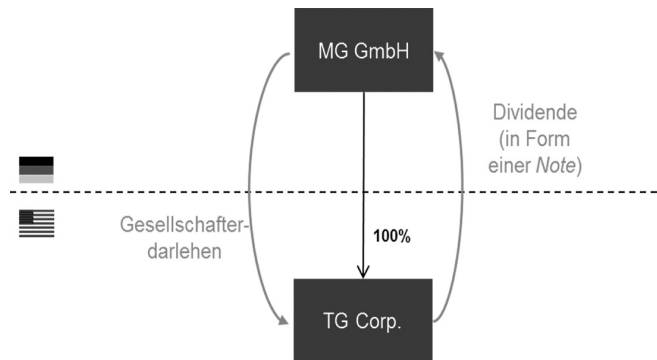 MG GmbH
Dividende
(in Form
einer Note)
Gesellschafter-
darlehen
100%
TG Corp.